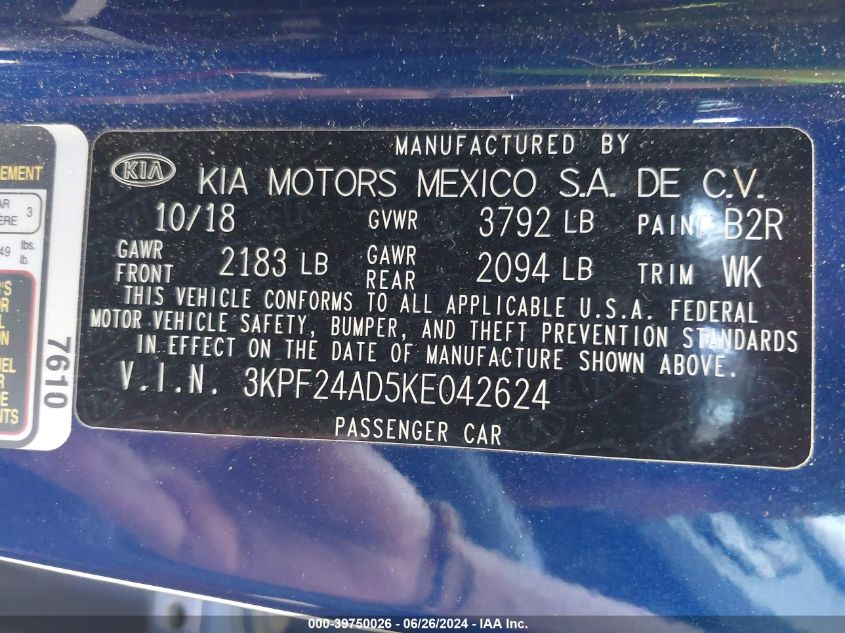 MANUFACTURED BY
KIA KIA MOTORS MEXICO S.A. DE C.V.
10/18 GVWR 3792 LB PAINT B2R
GAWR FRONT 2183 LB GAWR REAR 2094 LB TRIM WK
THIS VEHICLE CONFORMS TO ALL APPLICABLE U.S.A. FEDERAL
MOTOR VEHICLE SAFETY, BUMPER, AND THEFT PREVENTION STANDARDS
IN EFFECT ON THE DATE OF MANUFACTURE SHOWN ABOVE.
V.I.N. 3KPF24AD5KE042624
PASSENGER CAR
3
lbs.
7610
000-39750026 - 06/26/2024 - IAA Inc.